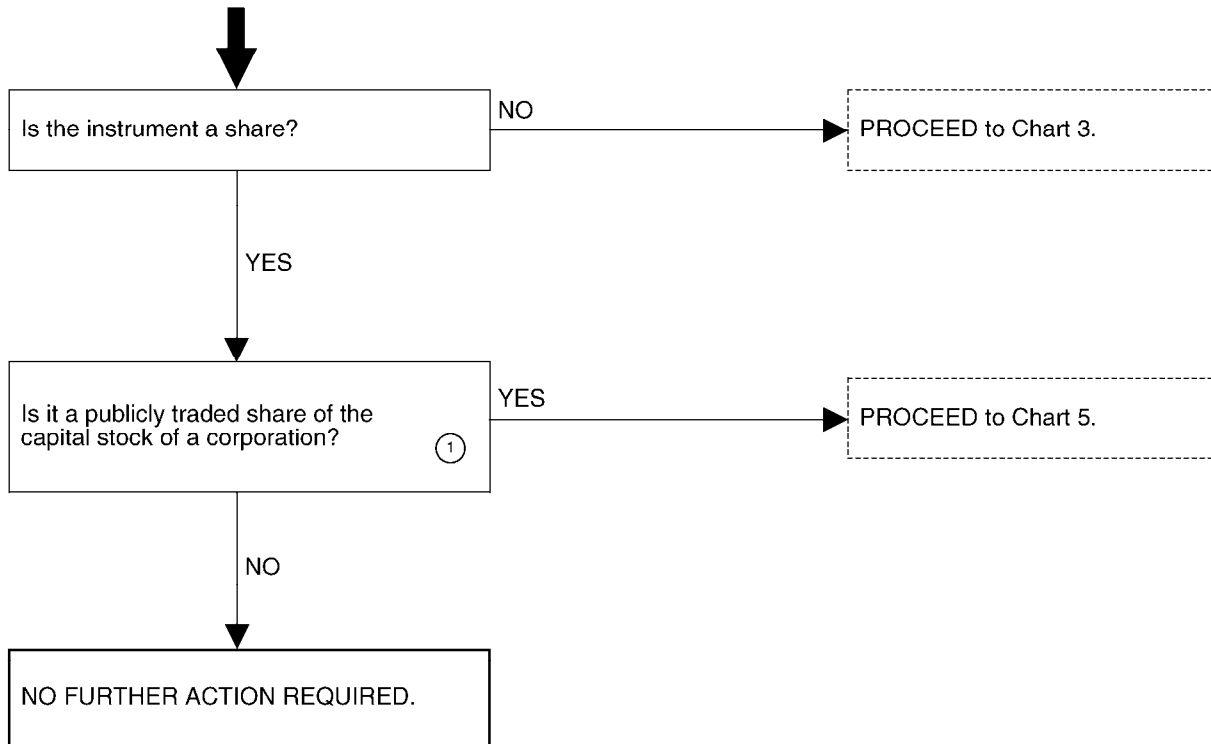 Is the instrument a share?
NO
PROCEED to Chart 3.
YES
Is it a publicly traded share of the
capital stock of a corporation?
1
YES
PROCEED to Chart 5.
NO
NO FURTHER ACTION REQUIRED.